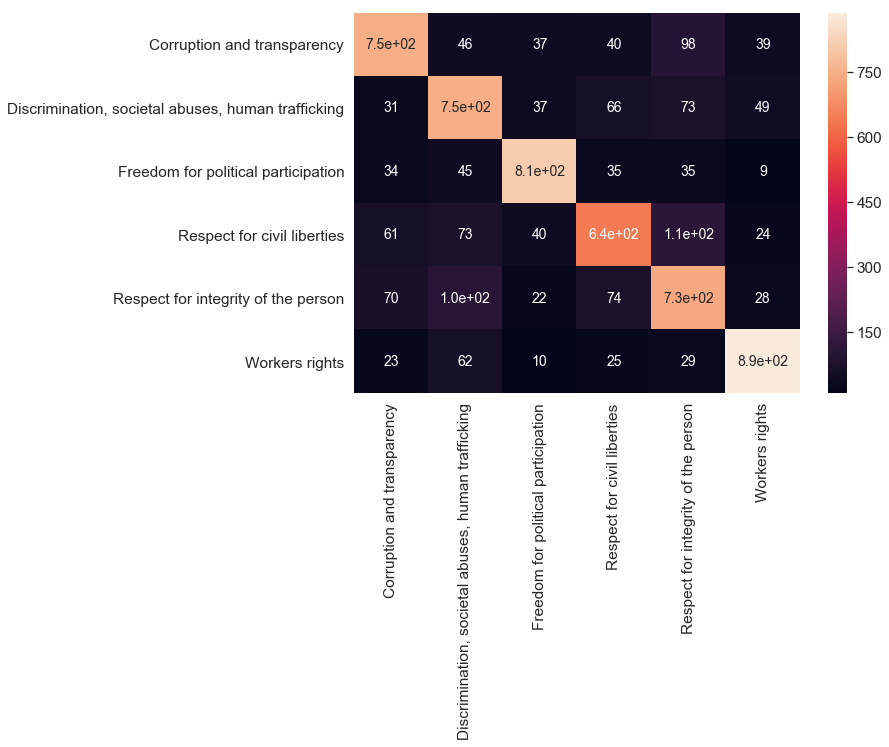 Corruption and transparency 7.5e+02 46 37 40 98 39
Discrimination, societal abuses, human trafficking 31 7.5e+02 37 66 73 49
Freedom for political participation 34 45 8.1e+02 35 35 9
Respect for civil liberties 61 73 40 6.4e+02 1.1e+02 24
Respect for integrity of the person 70 1.0e+02 22 74 7.3e+02 28
Workers rights 23 62 10 25 29 8.9e+02
750
600
450
300
150
Corruption and transparency
Discrimination, societal abuses, human trafficking
Freedom for political participation
Respect for civil liberties
Respect for integrity of the person
Workers rights